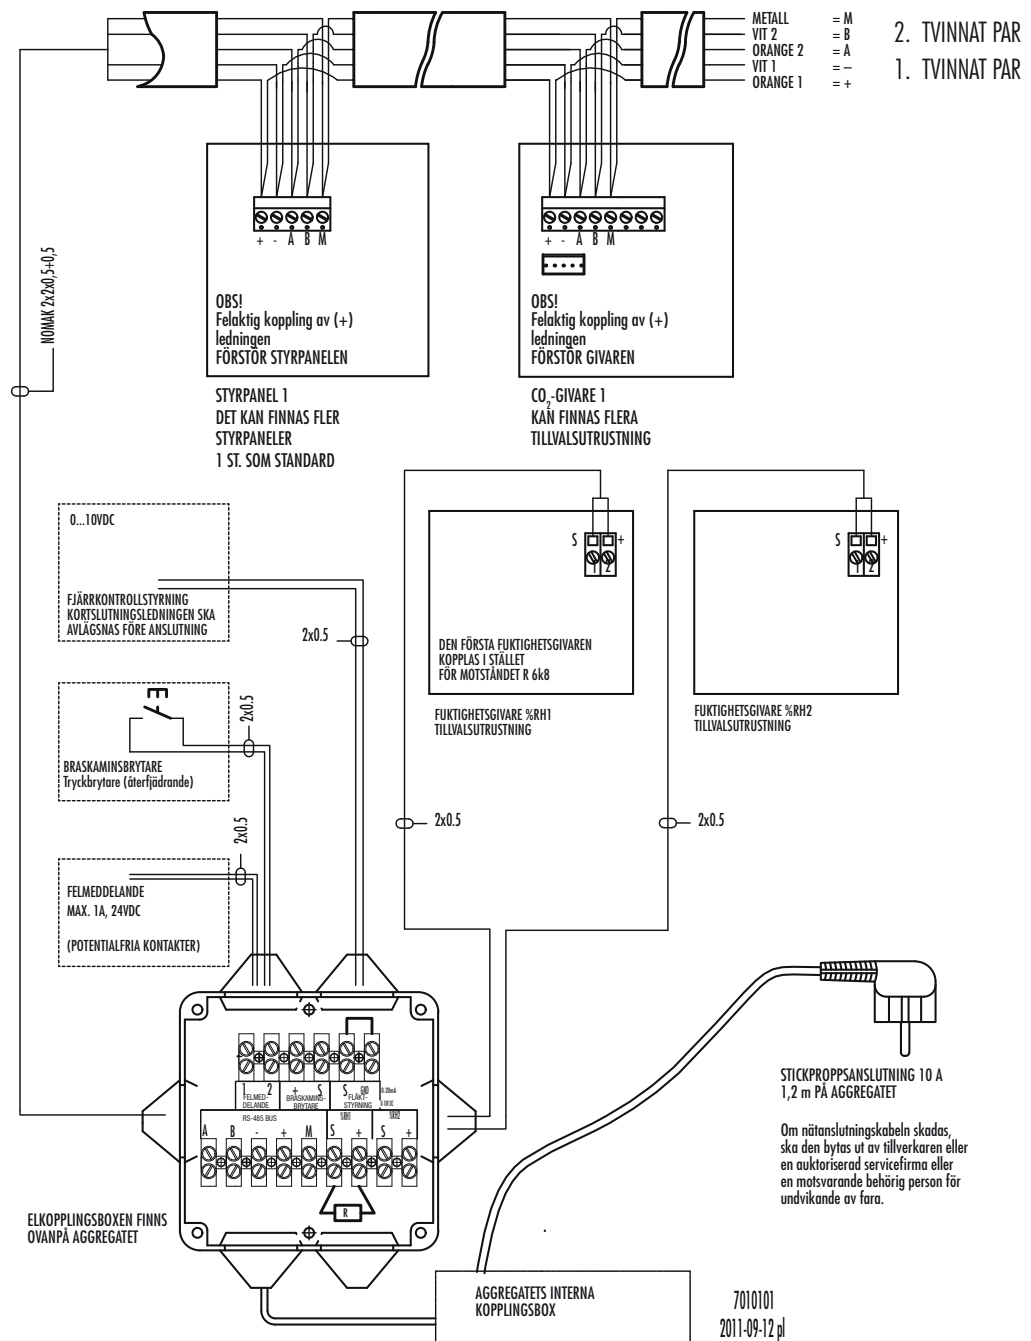 METALL = M
VIT 2 = B
ORANGE 2 = A
VIT 1 = –
ORANGE 1 = +
2. TVINNAT PAR
1. TVINNAT PAR
NOMAK 2x2x0,5+0,5
+ - A B M
OBS!
Felaktig koppling av (+)
ledningen
FÖRSTÖR STYRPANELEN
STYRPANEL 1
DET KAN FINNAS FLER
STYRPANELER
1 ST. SOM STANDARD
+ - A B M
OBS!
Felaktig koppling av (+)
ledningen
FÖRSTÖR GIVAREN
CO2-GIVARE 1
KAN FINNAS FLERA
TILLVALSUTRUSTNING
0...10VDC
FJÄRRKONTROLLSTYRNING
KORTSLUTNINGSLEDNINGEN SKA
AVLÄGSNAS FÖRE ANSLUTNING
2x0.5
S +
1 2
DEN FÖRSTA FUKTIGHETSGIVAREN
KOPPLAS I STÄLLET
FÖR MOTSTÅNDET R 6k8
FUKTIGHETSGIVARE %RH1
TILLVALSUTRUSTNING
S +
1 2
FUKTIGHETSGIVARE %RH2
TILLVALSUTRUSTNING
2x0.5
BRASKAMINSBRYTARE
Tryckbrytare (återfjädrande)
2x0.5
2x0.5
2x0.5
FELMEDDELANDE
MAX. 1A, 24VDC
(POTENTIALFRIA KONTAKTER)
1 2 + S S GND 0-20mA
FELMED-
DELANDE
BRASKAMINS-
BRYTARE
FLÄKT-
STYRNING
RS-485 BUS
A B - + M S + S +
R
ELKOPPLINGSBOXEN FINNS
OVANPÅ AGGREGATET
STICKPROPPSANSLUTNING 10 A
1,2 m PÅ AGGREGATET
Om nätanslutningskabeln skadas,
ska den bytas ut av tillverkaren eller
en auktoriserad servicefirma eller
en motsvarande behörig person för
undvikande av fara.
AGGREGATETS INTERNA
KOPPLINGSBOX
7010101
2011-09-12 pl